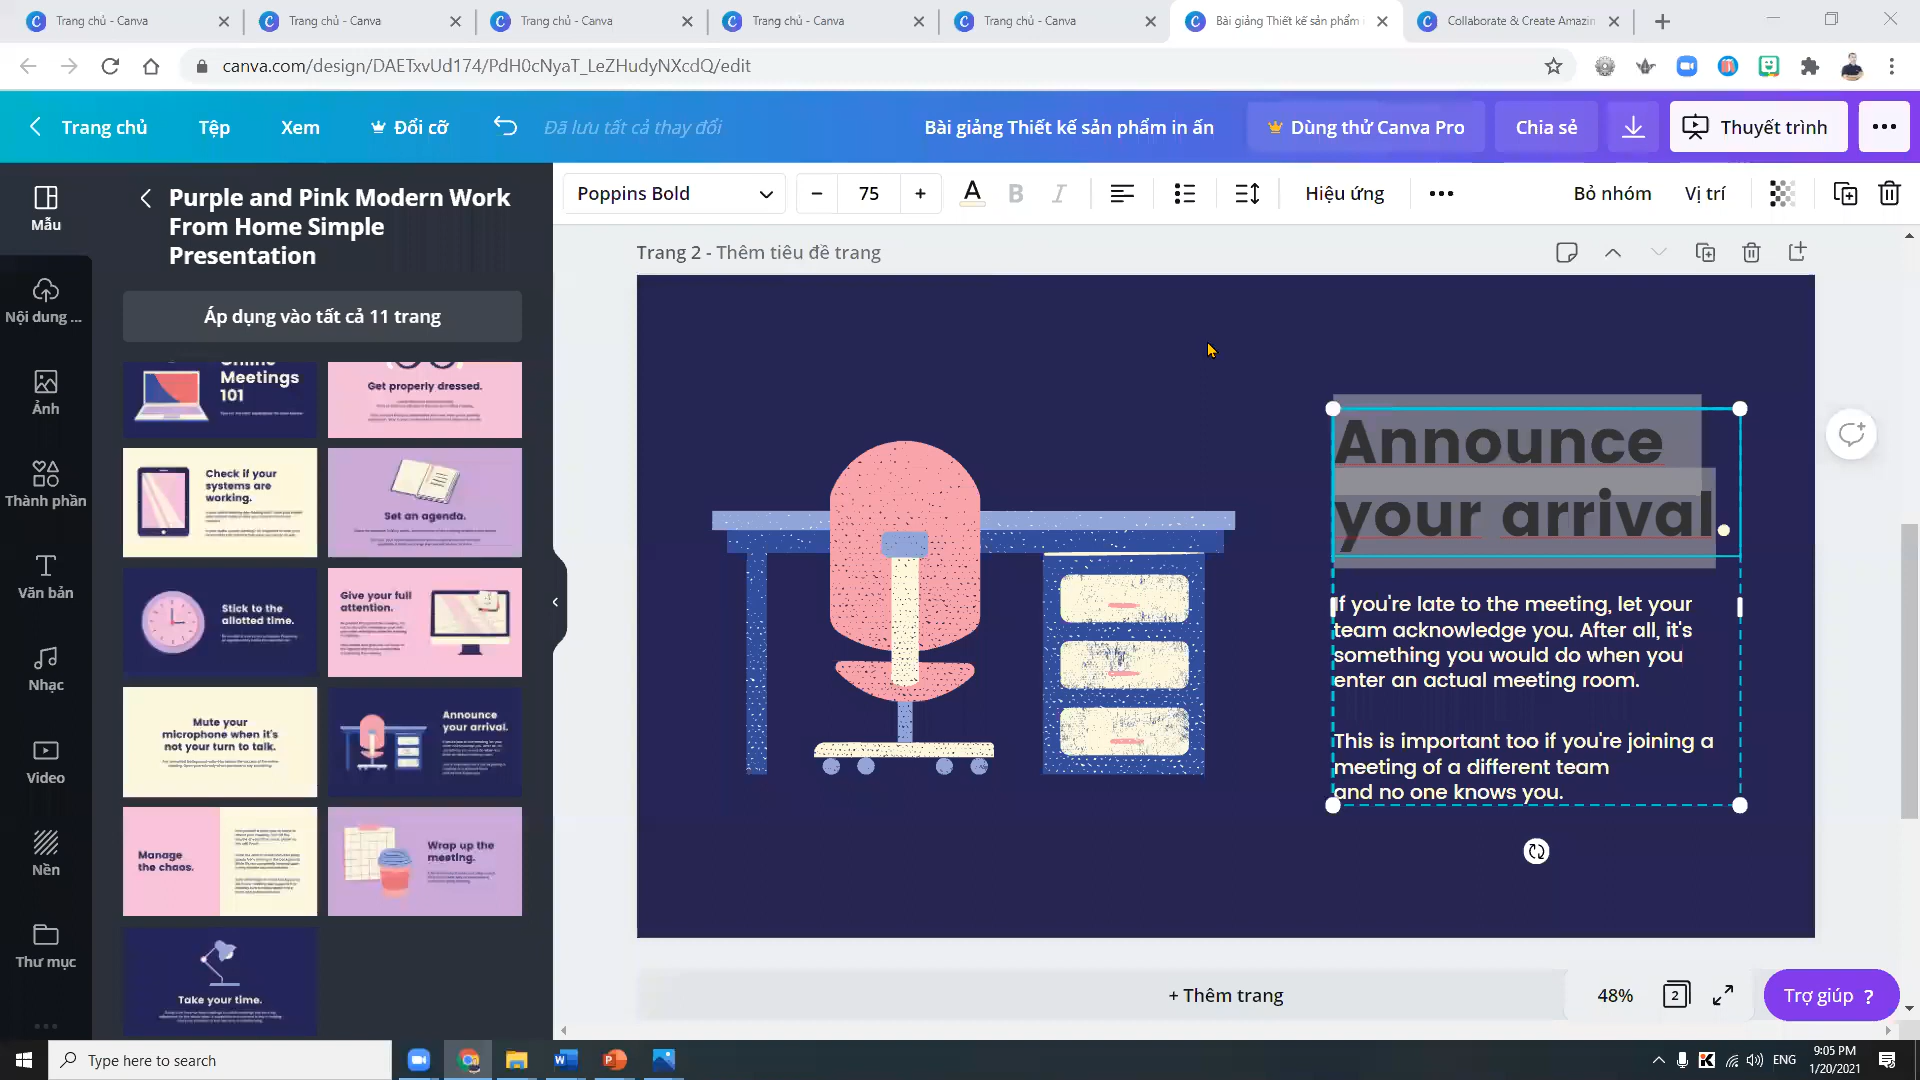 Trang chủ - Canva
Trang chủ - Canva
Trang chủ - Canva
Trang chủ - Canva
Trang chủ - Canva
Bài giảng Thiết kế sản phẩm
Collaborate & Create Amazin
canva.com/design/DAETxvUd174/PdH0cNyaT_LeZHudyNXcdQ/edit
Trang chủ
Tệp
Xem
Đổi cỡ
Đã lưu tất cả thay đổi
Bài giảng Thiết kế sản phẩm in ấn
Dùng thử Canva Pro
Chia sẻ
Thuyết trình
Mẫu
Nội dung ...
Ảnh
Thành phần
Văn bản
Nhạc
Video
Nền
Thư mục
Purple and Pink Modern Work
From Home Simple
Presentation
Áp dụng vào tất cả 11 trang
Online
Meetings
101
Get properly dressed.
Check if your
systems are
working.
Set an agenda.
Stick to the
allotted time.
Give your full
attention.
Mute your
microphone when it's
not your turn to talk.
Announce
your arrival.
Manage
the chaos.
Wrap up the
meeting.
Take your time.
Poppins Bold
75
B
I
Hiệu ứng
Bỏ nhóm
Vị trí
Trang 2 - Thêm tiêu đề trang
Announce
your arrival.
If you're late to the meeting, let your
team acknowledge you. After all, it's
something you would do when you
enter an actual meeting room.
This is important too if you're joining a
meeting of a different team
and no one knows you.
+ Thêm trang
48%
2
Trợ giúp ?
Type here to search
ENG
9:05 PM
1/20/2021